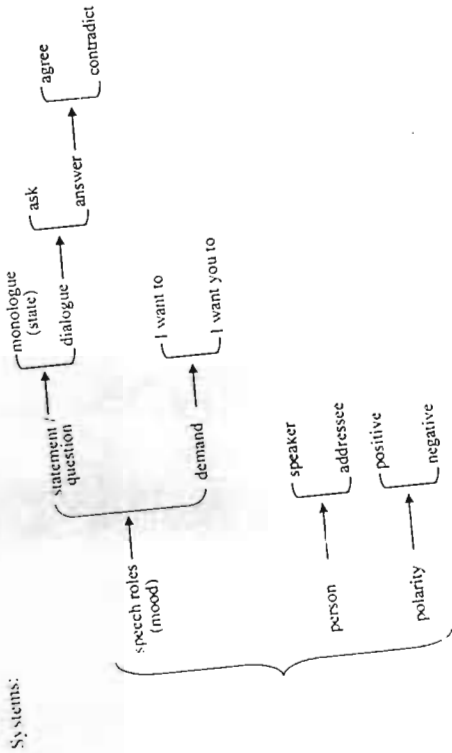 Systems:
speech roles
(mood)
statement /
question
monologue
(state)
dialogue
ask
answer
agree
contradict
demand
I want to
I want you to
person
speaker
addressee
polarity
positive
negative